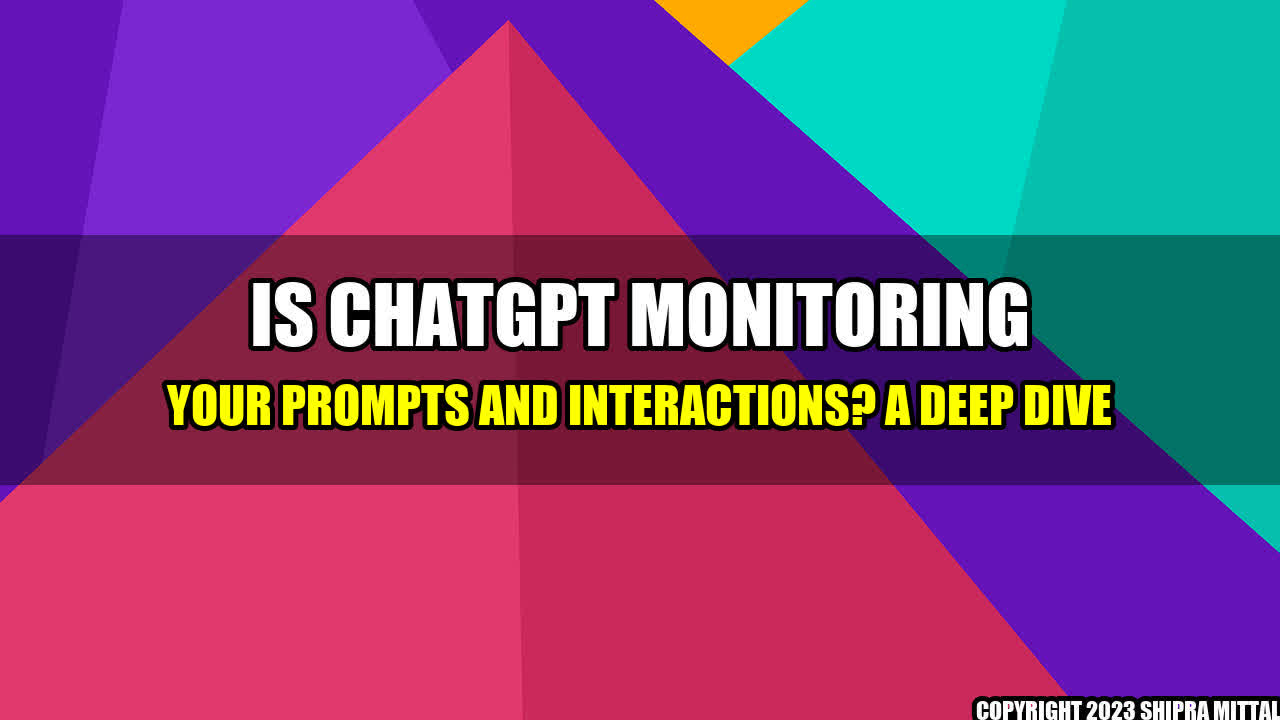 IS CHATGPT MONITORING
YOUR PROMPTS AND INTERACTIONS? A DEEP DIVE
COPYRIGHT 2023 SHIPRA MITTAL